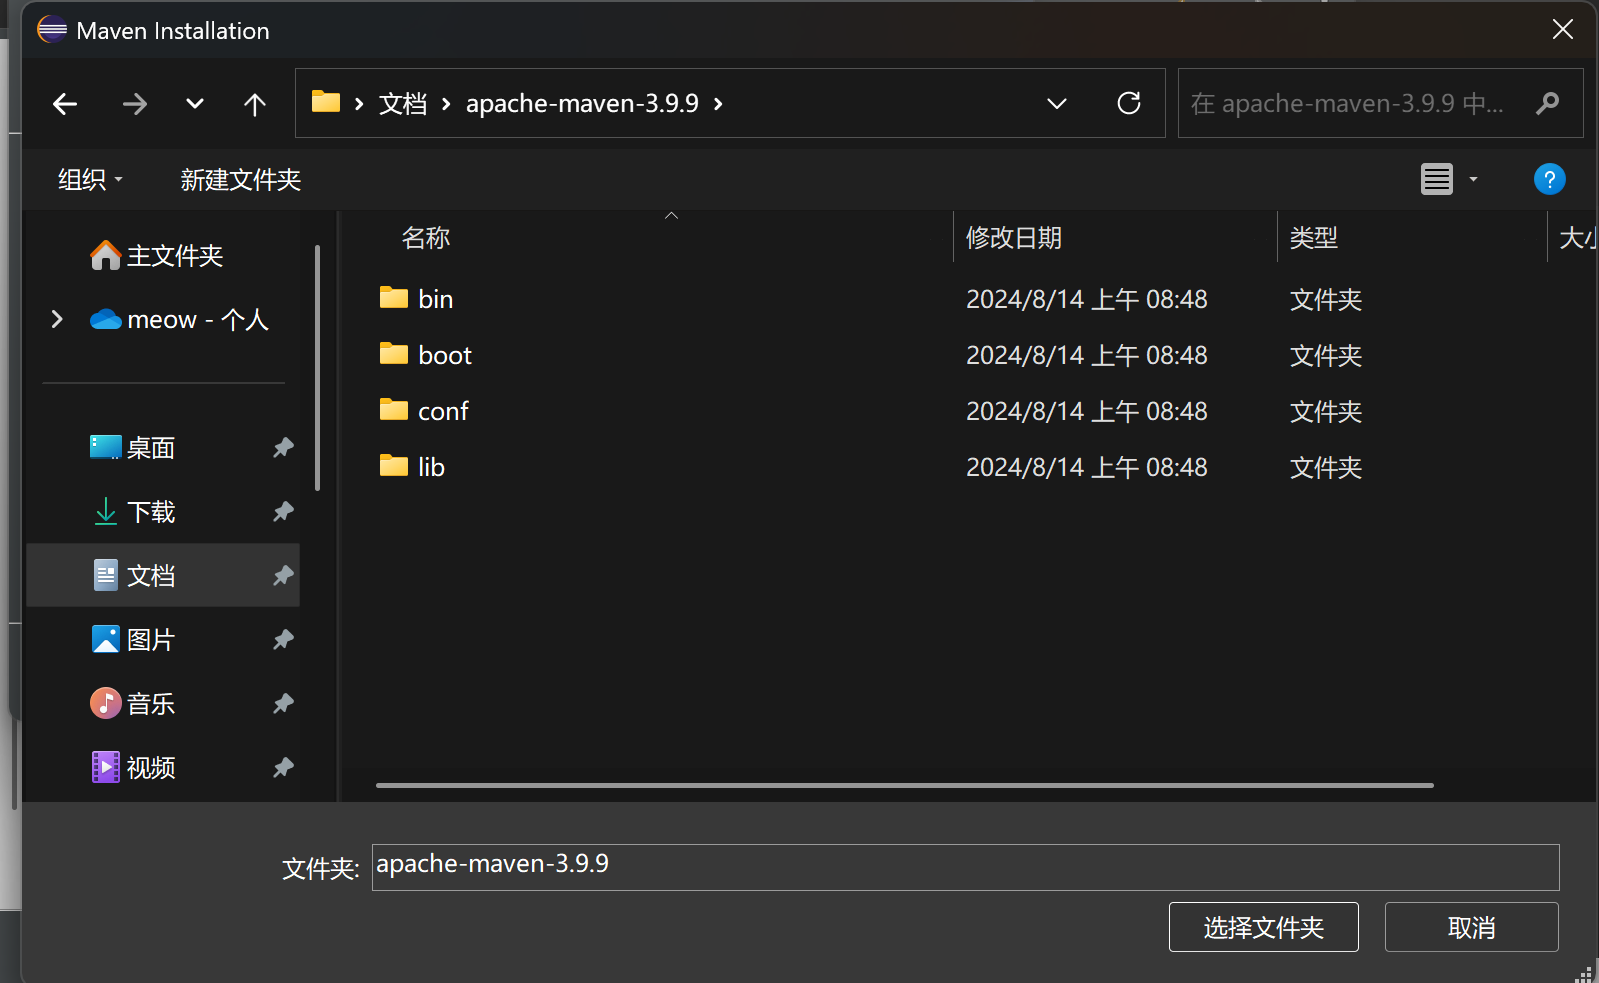 Maven Installation
文档 apache-maven-3.9.9
在 apache-maven-3.9.9 中...
组织 新建文件夹
?
名称 修改日期 类型 大小
主文件夹
meow - 个人
桌面
下载
文档
图片
音乐
视频
bin 2024/8/14 上午 08:48 文件夹
boot 2024/8/14 上午 08:48 文件夹
conf 2024/8/14 上午 08:48 文件夹
lib 2024/8/14 上午 08:48 文件夹
文件夹: apache-maven-3.9.9
选择文件夹 取消